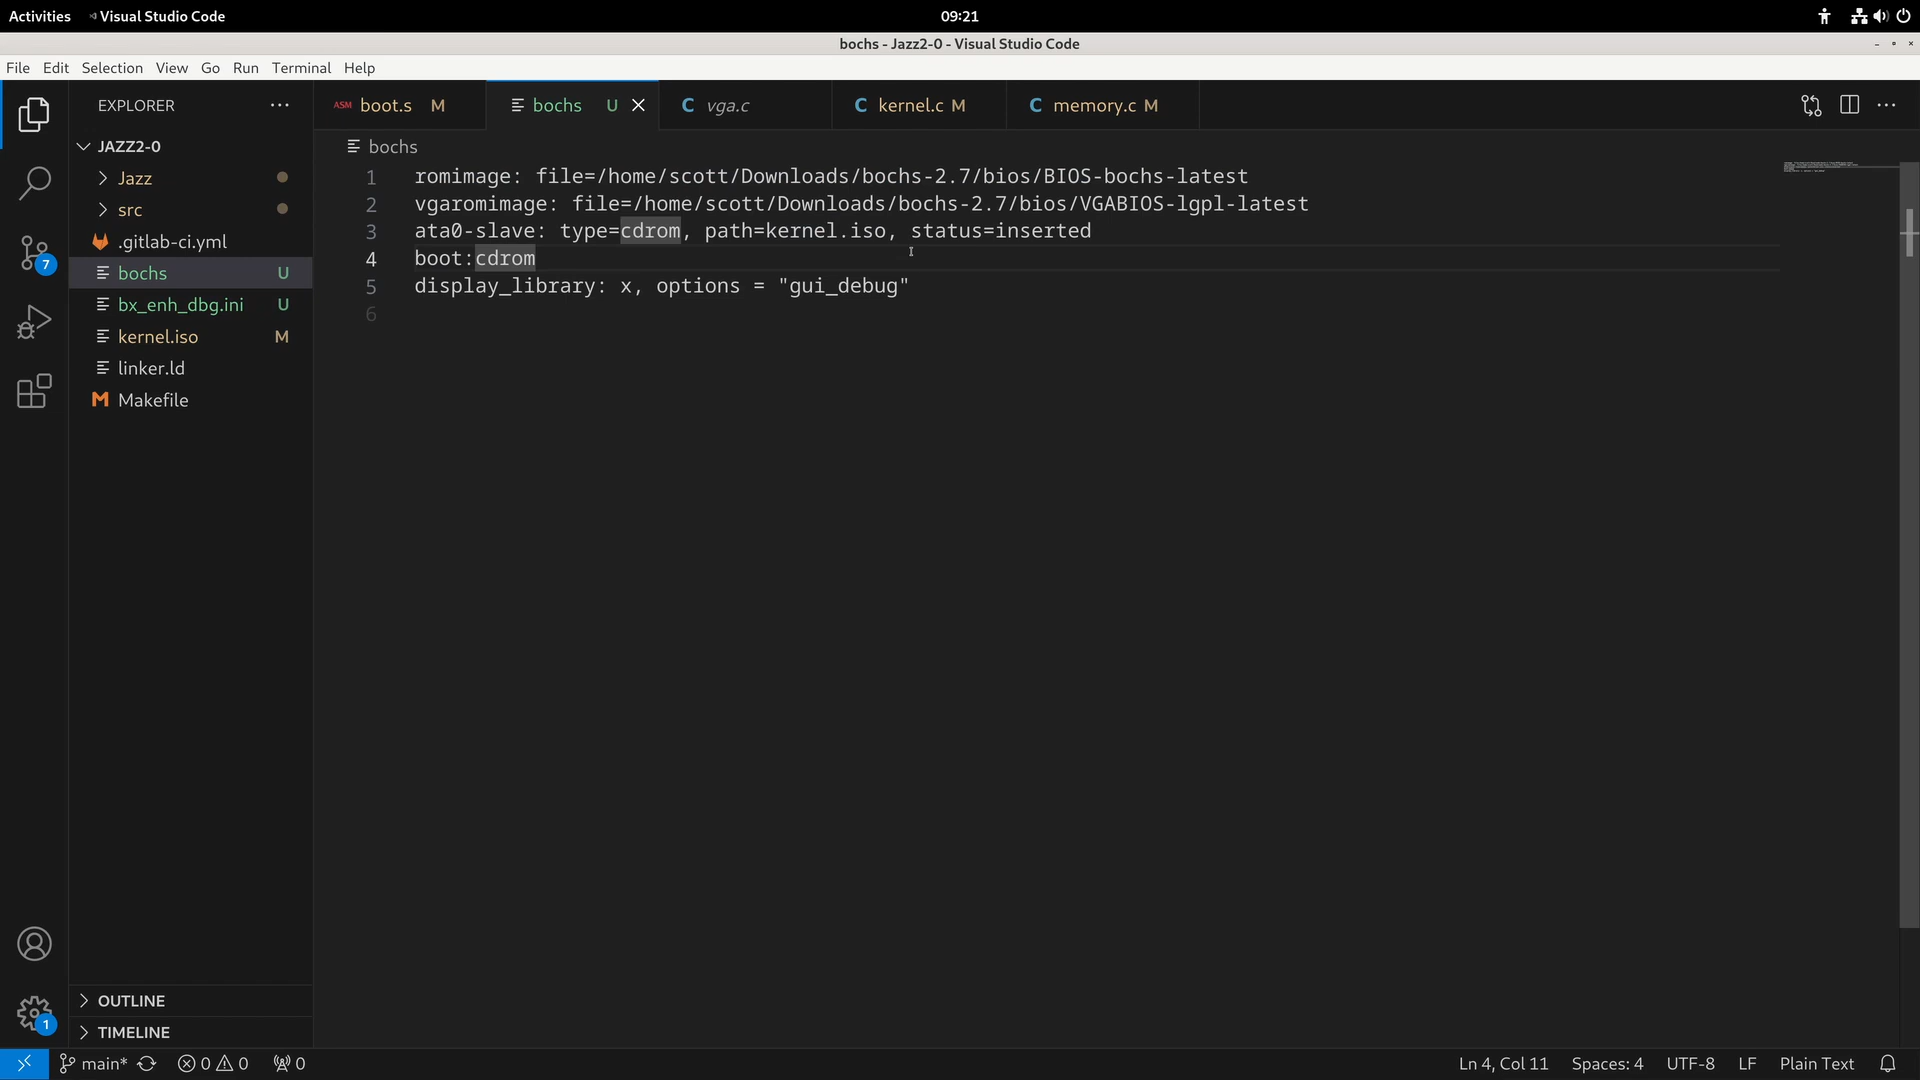 Activities
Visual Studio Code
09:21
bochs - Jazz2-0 - Visual Studio Code
File Edit Selection View Go Run Terminal Help
EXPLORER
ASM boot.s M
bochs U
C vga.c
C kernel.c M
C memory.c M
JAZZ2-0
Jazz
src
.gitlab-ci.yml
bochs U
bx_enh_dbg.ini U
kernel.iso M
linker.ld
Makefile
bochs
1 romimage: file=/home/scott/Downloads/bochs-2.7/bios/BIOS-bochs-latest
2 vgaromimage: file=/home/scott/Downloads/bochs-2.7/bios/VGABIOS-lgpl-latest
3 ata0-slave: type=cdrom, path=kernel.iso, status=inserted
4 boot:cdrom
5 display_library: x, options = "gui_debug"
6
7
1
OUTLINE
TIMELINE
main* 0 0 0 Ln 4, Col 11 Spaces: 4 UTF-8 LF Plain Text